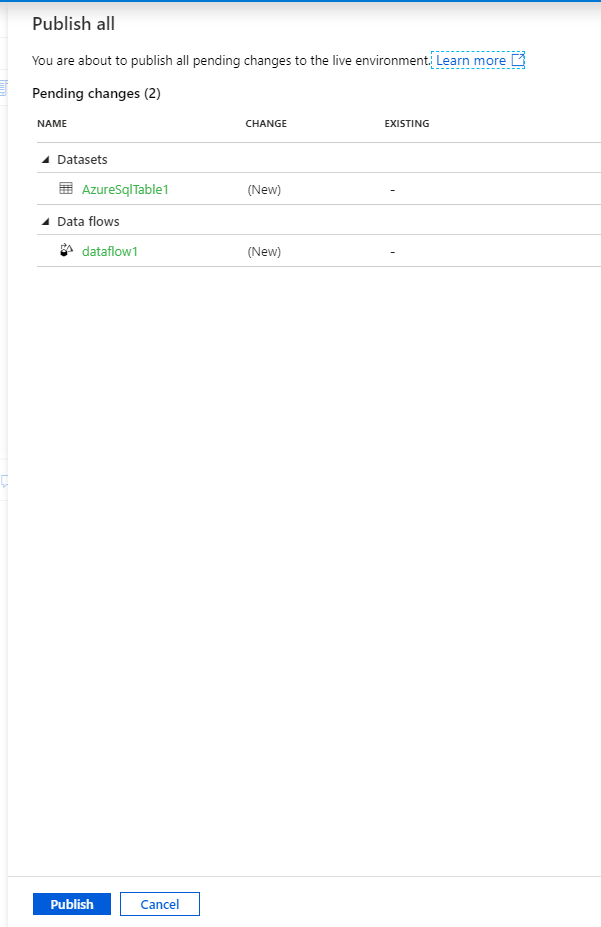 Publish all
You are about to publish all pending changes to the live environment. Learn more
Pending changes (2)
NAME CHANGE EXISTING
Datasets
AzureSqlTable1 (New) -
Data flows
dataflow1 (New) -
Publish Cancel